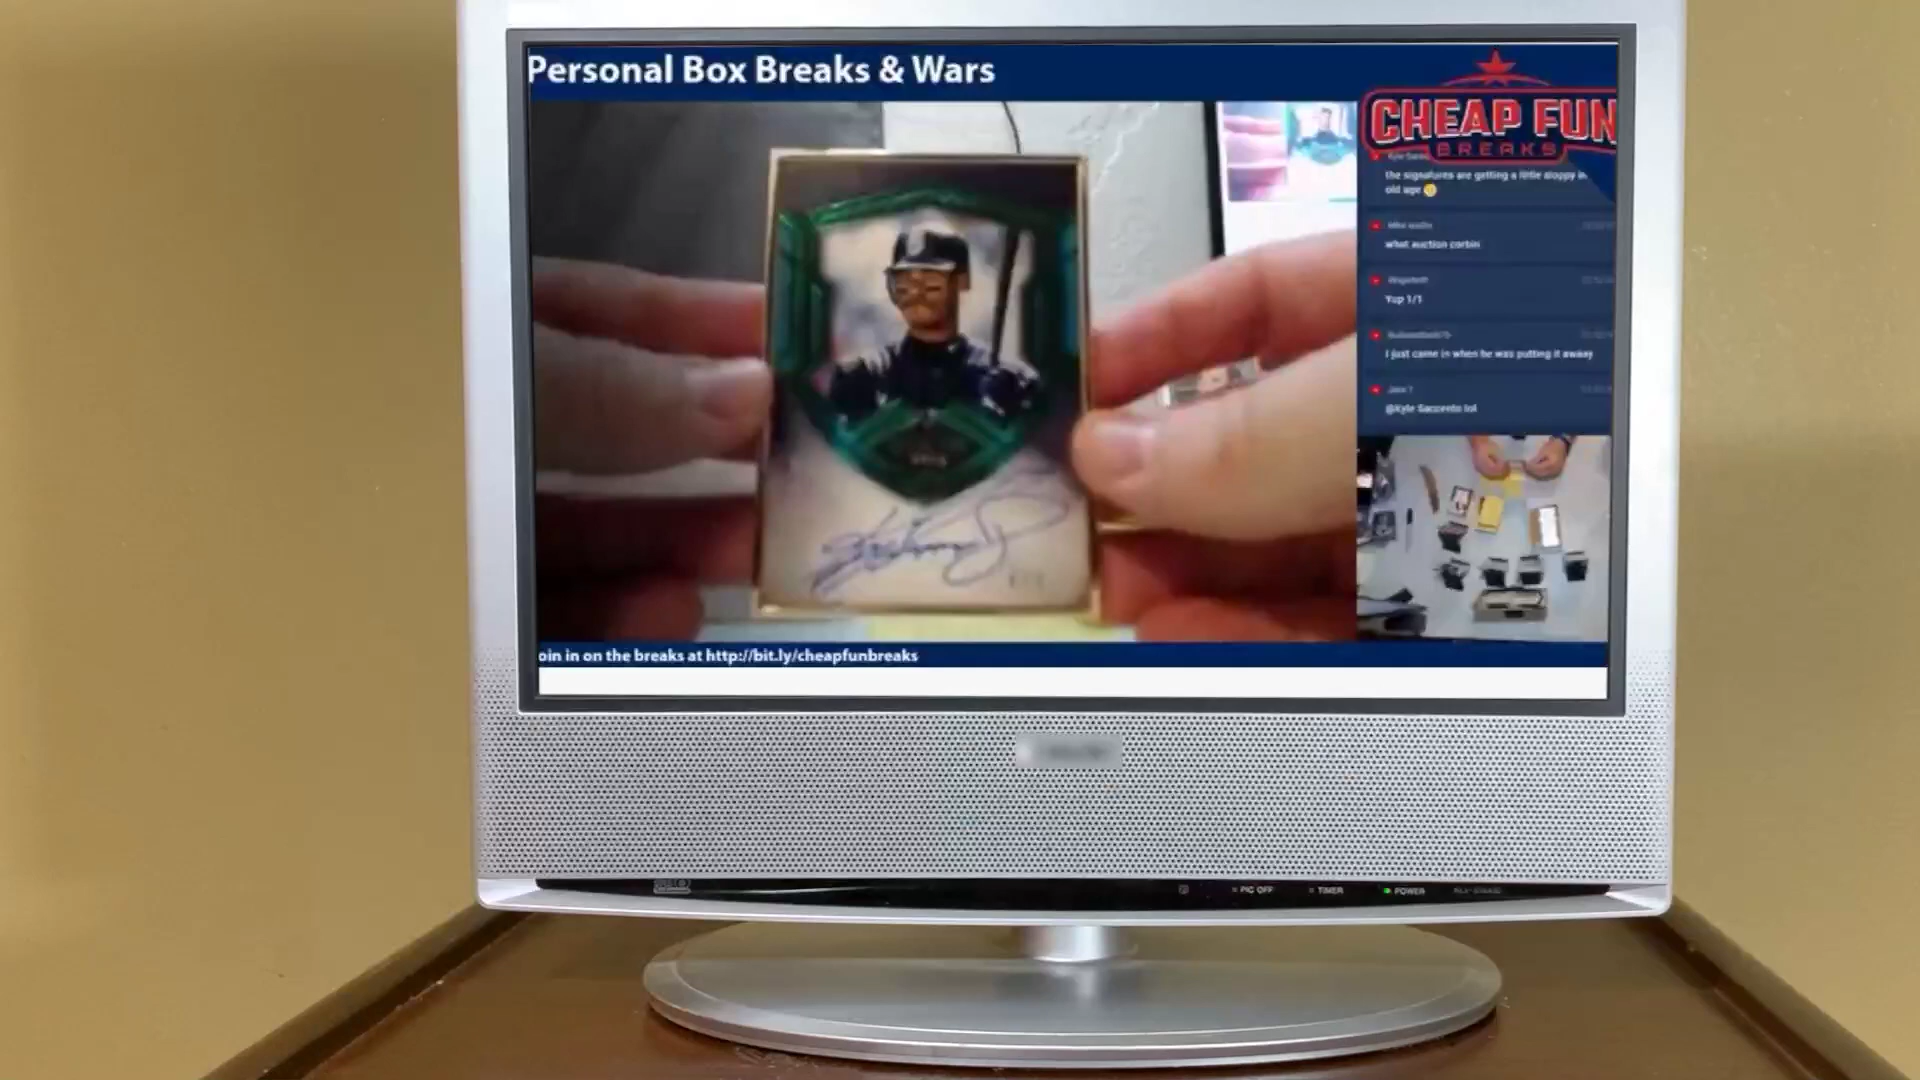 Personal Box Breaks & Wars
CHEAP FUN
BREAKS
the signatures are getting a little sloppy in
old age
what auction corbin
Yup 1/1
I just came in when he was putting it awaay
@Kyle Saccento lol
oin in on the breaks at http://bit.ly/cheapfunbreaks
PIC OFF
TIMER
POWER